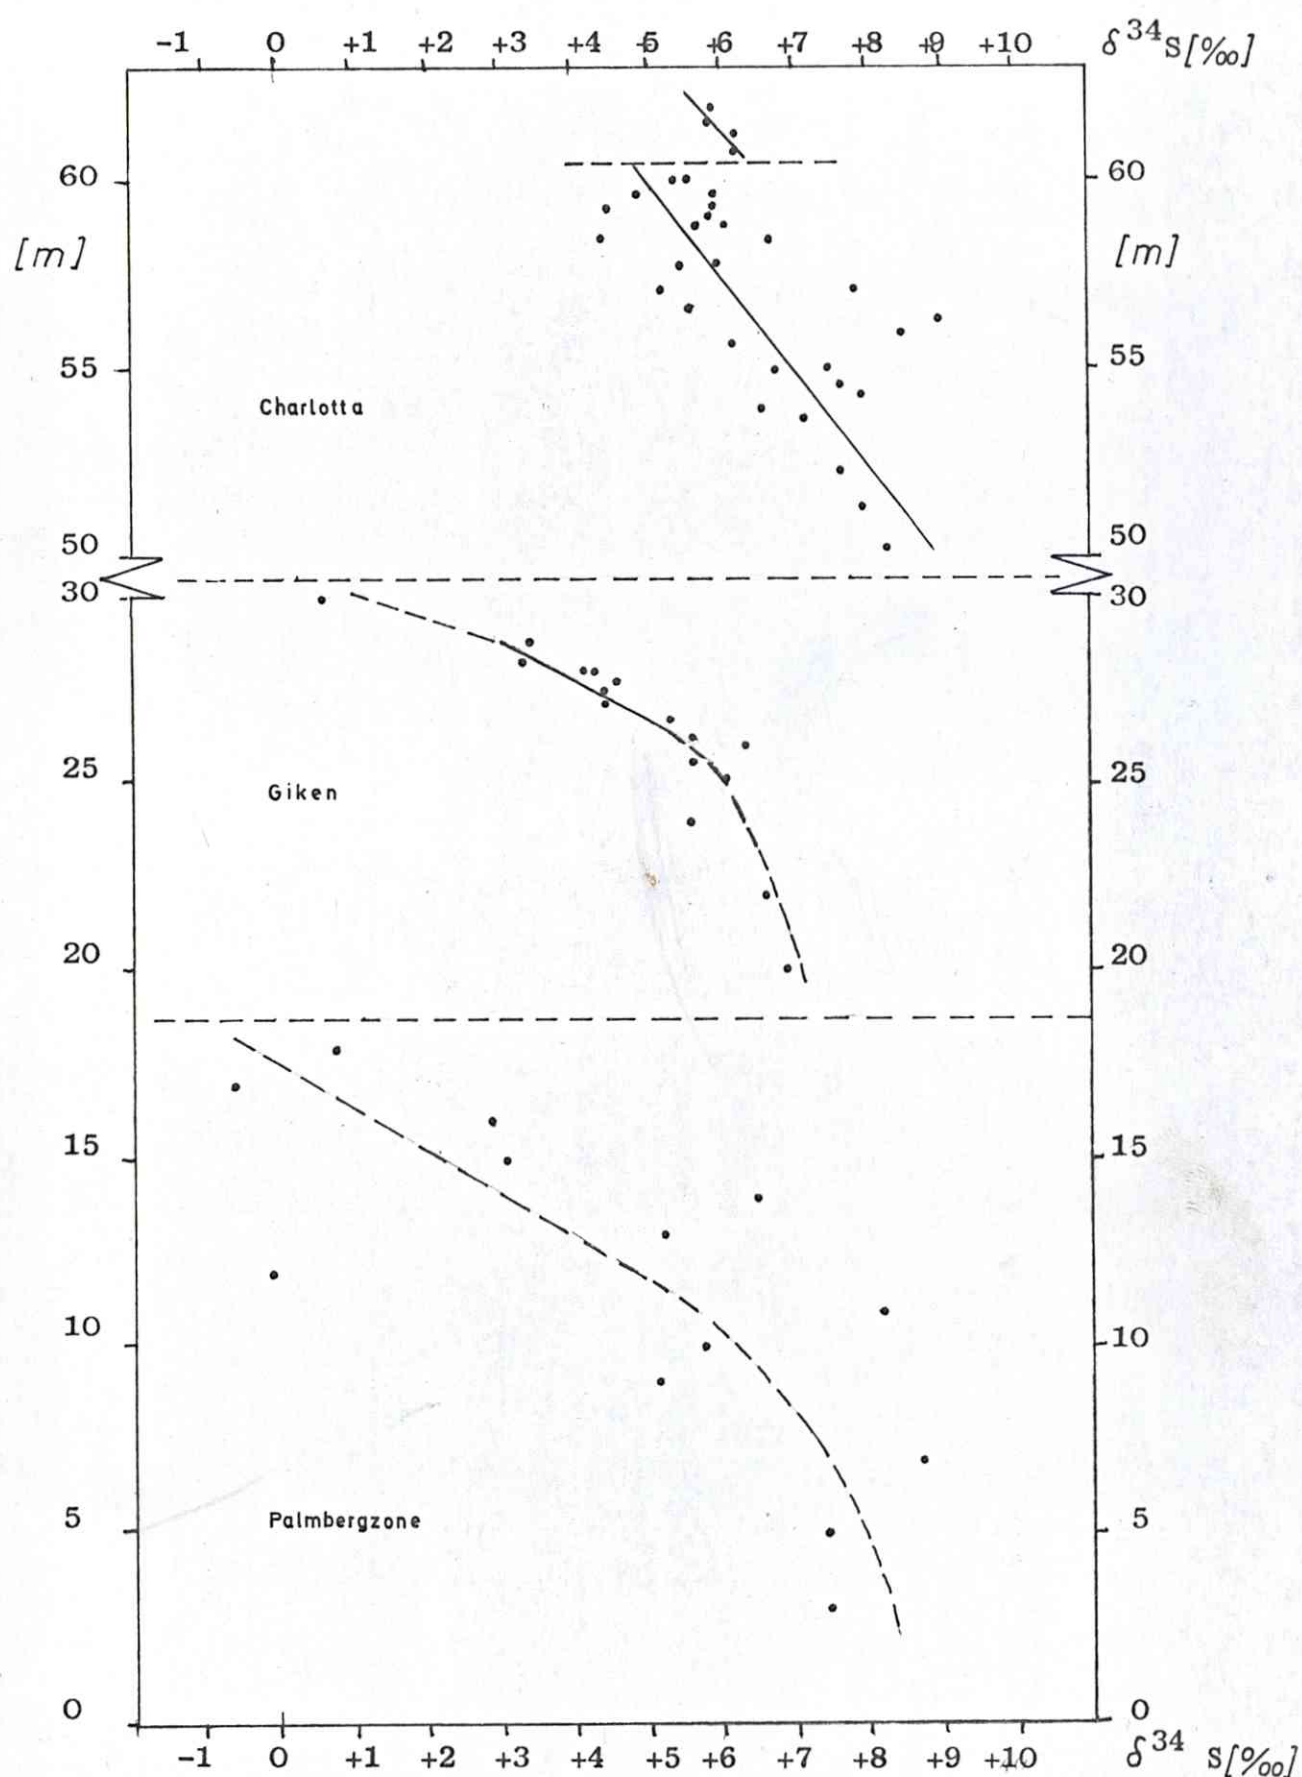 -1 0 +1 +2 +3 +4 +5 +6 +7 +8 +9 +10 δ³⁴S[‰]
60 60
[m] [m]
55 55
Charlotta
50 50
30 30
25 25
Giken
20 20
15 15
10 10
5 5
Palmbergzone
0 0
-1 0 +1 +2 +3 +4 +5 +6 +7 +8 +9 +10 δ³⁴ S[‰]